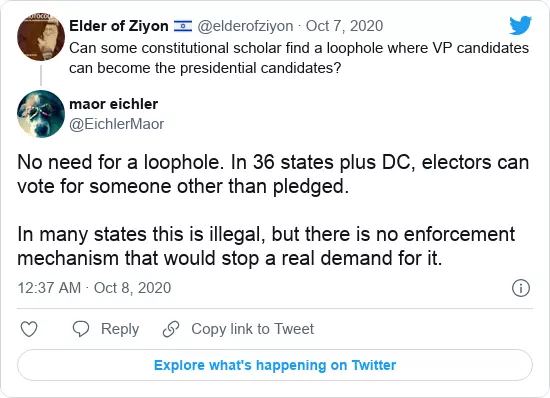 Elder of Ziyon 🇮🇱 @elderofziyon · Oct 7, 2020
Can some constitutional scholar find a loophole where VP candidates
can become the presidential candidates?
maor eichler
@EichlerMaor
No need for a loophole. In 36 states plus DC, electors can
vote for someone other than pledged.
In many states this is illegal, but there is no enforcement
mechanism that would stop a real demand for it.
12:37 AM · Oct 8, 2020
Reply
Copy link to Tweet
Explore what's happening on Twitter